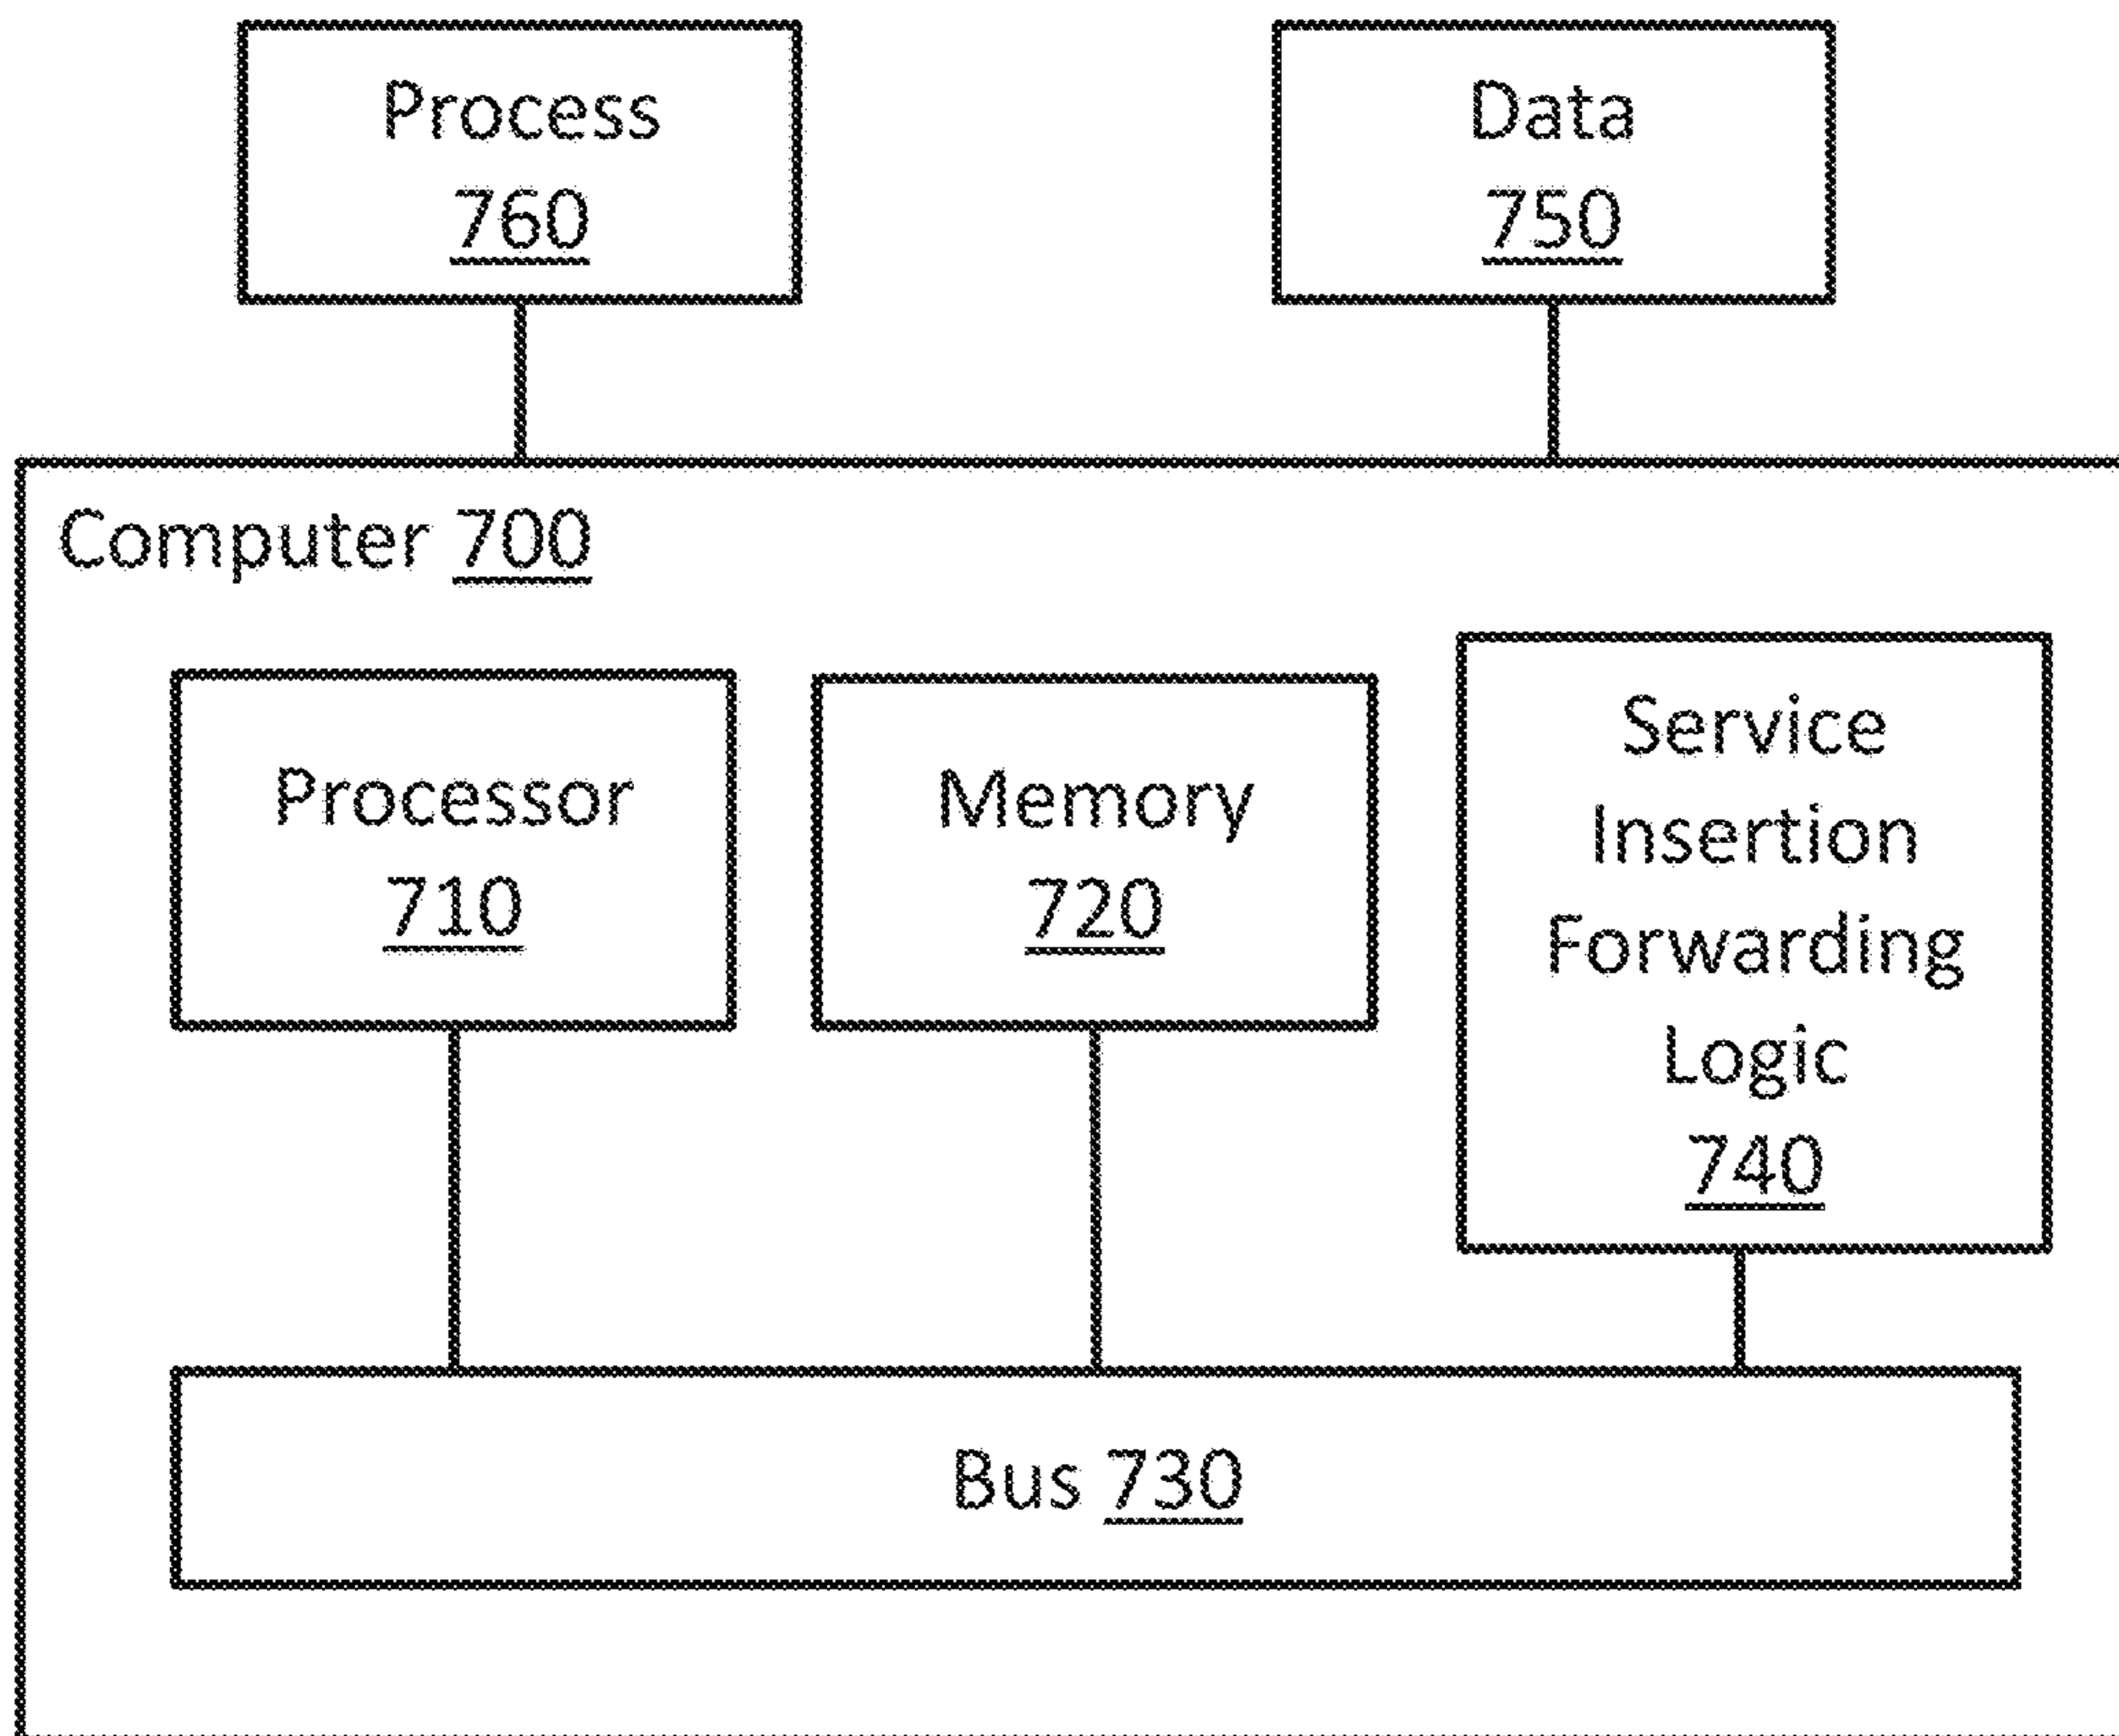 Process
760
Data
750
Computer 700
Processor
710
Memory
720
Service
Insertion
Forwarding
Logic
740
Bus 730